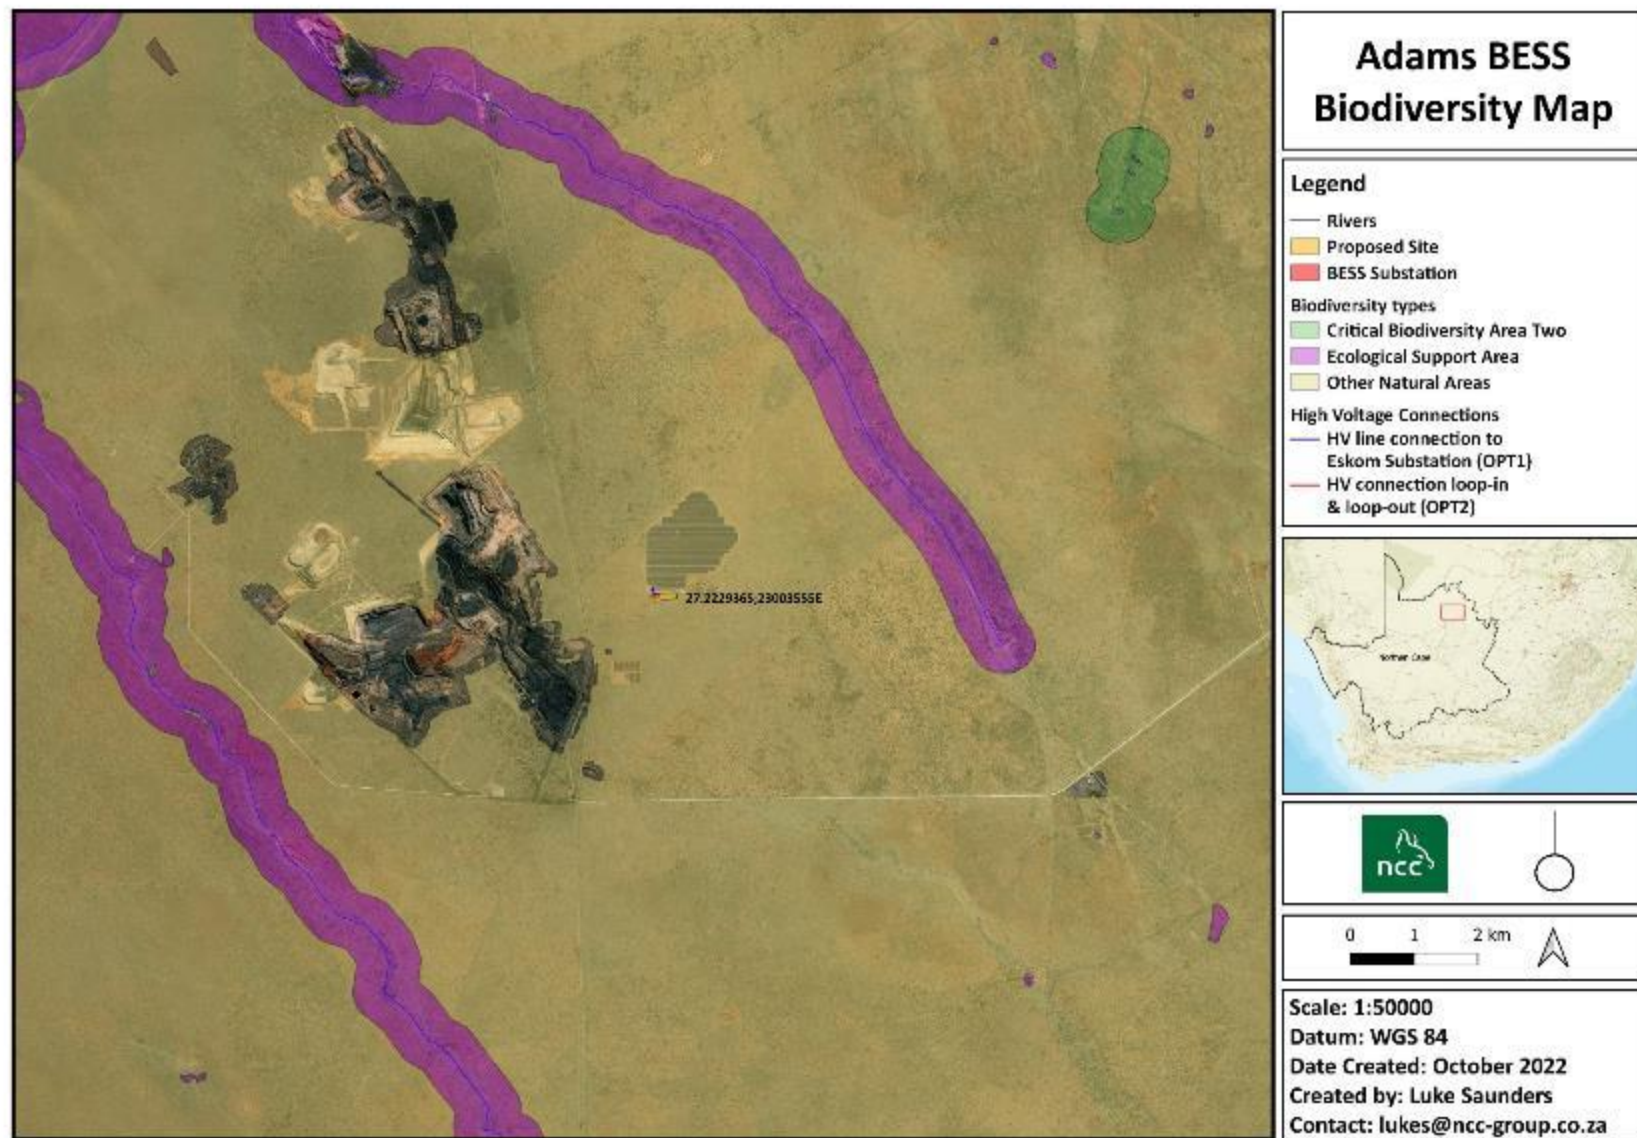 Adams BESS
Biodiversity Map
Legend
Rivers
Proposed Site
BESS Substation
Biodiversity types
Critical Biodiversity Area Two
Ecological Support Area
Other Natural Areas
High Voltage Connections
HV line connection to
Eskom Substation (OPT1)
HV connection loop-in
& loop-out (OPT2)
27.2229365,23003555E
Northern Cape
ncc
0 1 2 km
Scale: 1:50000
Datum: WGS 84
Date Created: October 2022
Created by: Luke Saunders
Contact: lukes@ncc-group.co.za